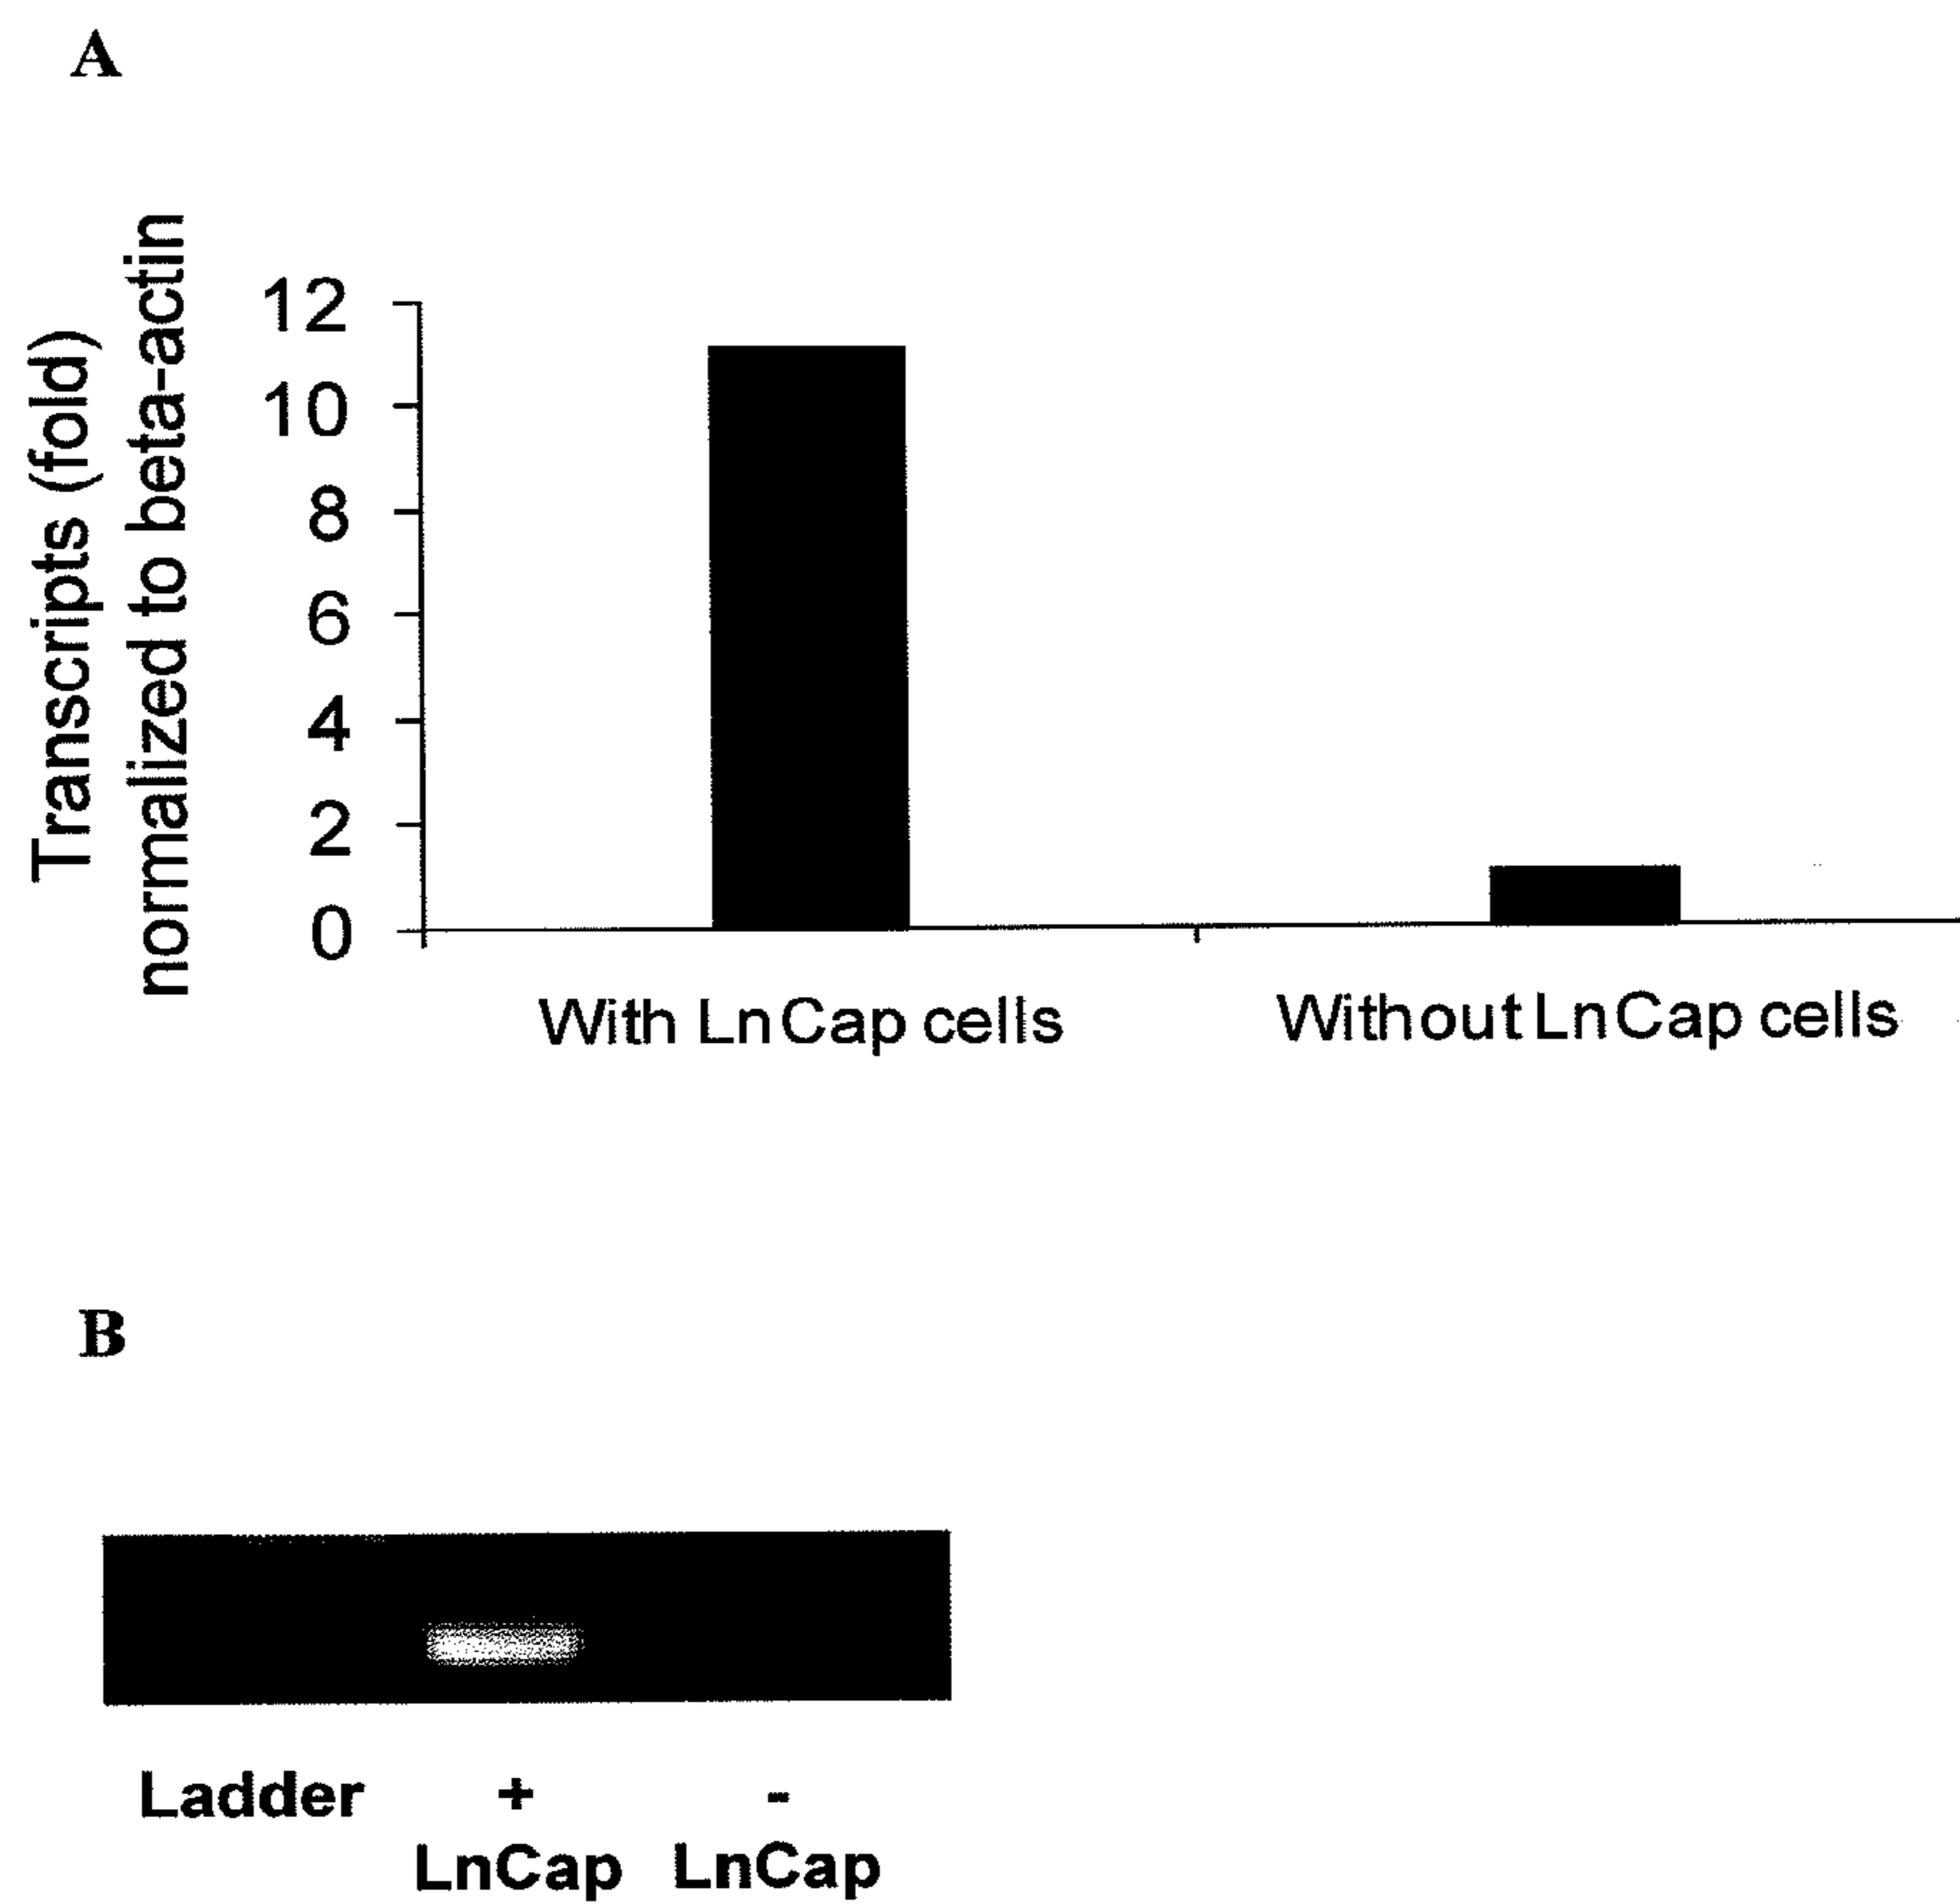 A
Transcripts (fold)
normalized to beta-actin
12
10
8
6
4
2
0
With LnCap cells
Without LnCap cells
B
Ladder + -
LnCap LnCap